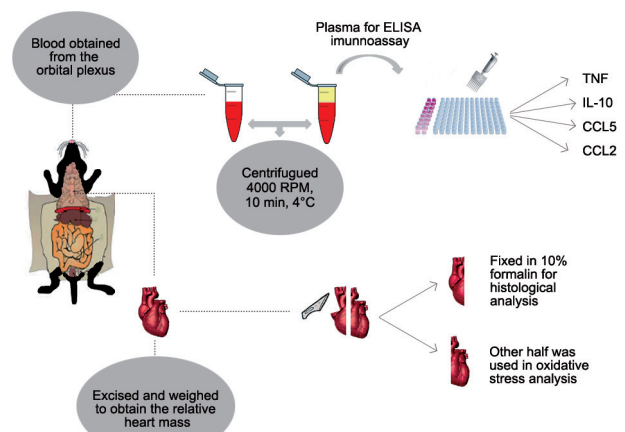 Blood obtained
from the
orbital plexus
Plasma for ELISA
imunnoassay
TNF
IL-10
CCL5
CCL2
Centrifugued
4000 RPM,
10 min, 4°C
Fixed in 10%
formalin for
histological
analysis
Other half was
used in oxidative
stress analysis
Excised and weighed
to obtain the relative
heart mass